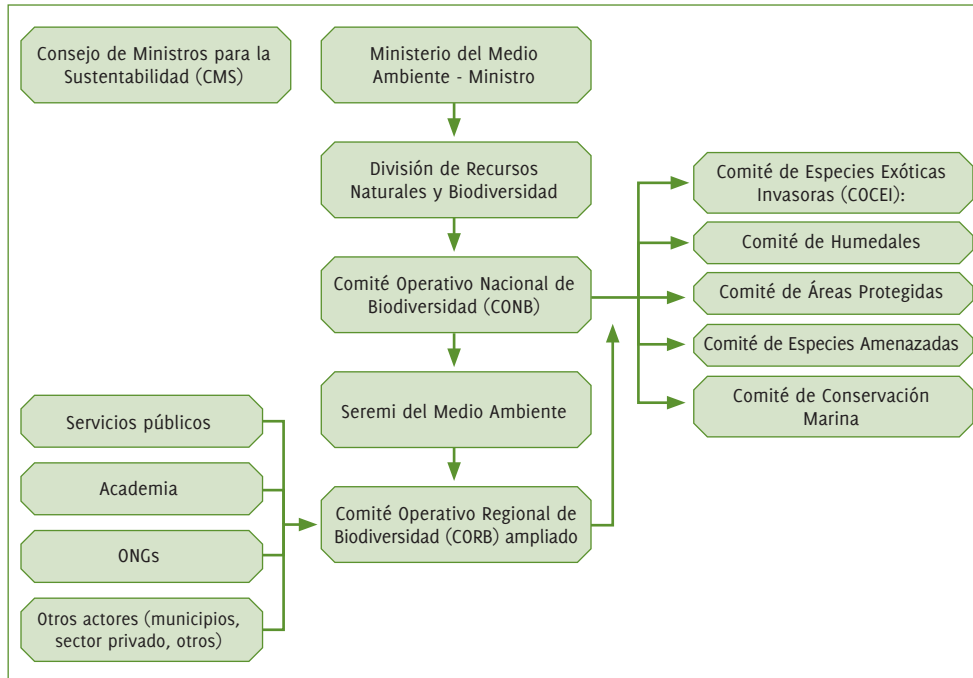 Consejo de Ministros para la
Sustentabilidad (CMS)
Ministerio del Medio
Ambiente - Ministro
División de Recursos
Naturales y Biodiversidad
Comité Operativo Nacional de
Biodiversidad (CONB)
Seremi del Medio Ambiente
Comité Operativo Regional de
Biodiversidad (CORB) ampliado
Servicios públicos
Academia
ONGs
Otros actores (municipios,
sector privado, otros)
Comité de Especies Exóticas
Invasoras (COCEI):
Comité de Humedales
Comité de Áreas Protegidas
Comité de Especies Amenazadas
Comité de Conservación
Marina